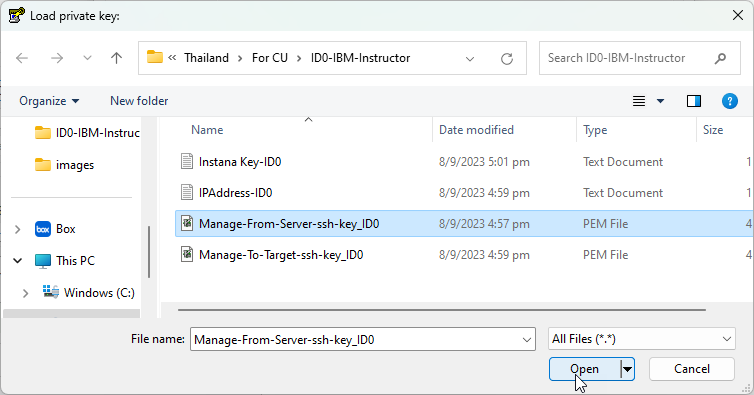 Load private key:
« Thailand > For CU > ID0-IBM-Instructor
Search ID0-IBM-Instructor
Organize
New folder
?
Name
Date modified
Type
Size
ID0-IBM-Instruc
images
box Box
This PC
Windows (C:)
Instana Key-ID0 8/9/2023 5:01 pm Text Document 1
IPAddress-ID0 8/9/2023 4:59 pm Text Document 1
Manage-From-Server-ssh-key_ID0 8/9/2023 4:57 pm PEM File 4
Manage-To-Target-ssh-key_ID0 8/9/2023 4:59 pm PEM File 4
File name: Manage-From-Server-ssh-key_ID0
All Files (*.*)
Open
Cancel